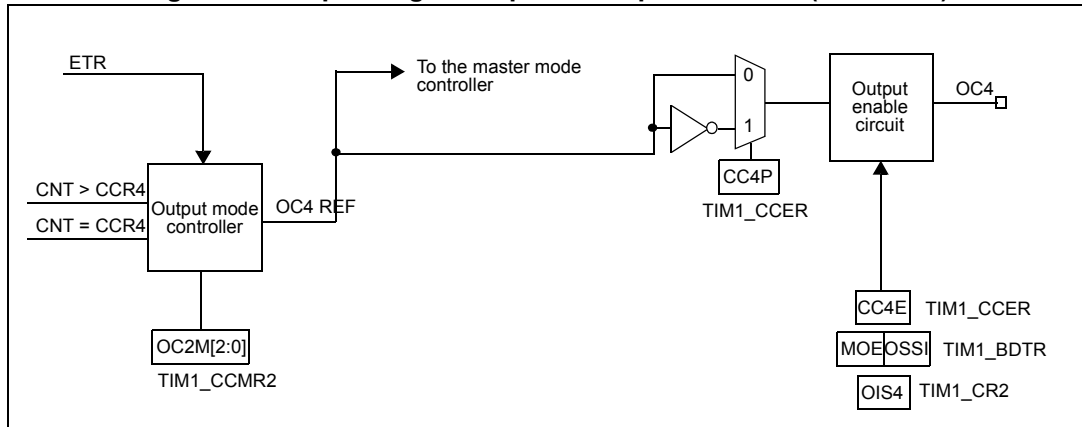 ETR
To the master mode
controller
0
1
Output
enable
circuit
OC4
CC4P
TIM1_CCER
CNT > CCR4
CNT = CCR4
Output mode
controller
OC4 REF
OC2M[2:0]
TIM1_CCMR2
CC4E TIM1_CCER
MOE OSSI TIM1_BDTR
OIS4 TIM1_CR2